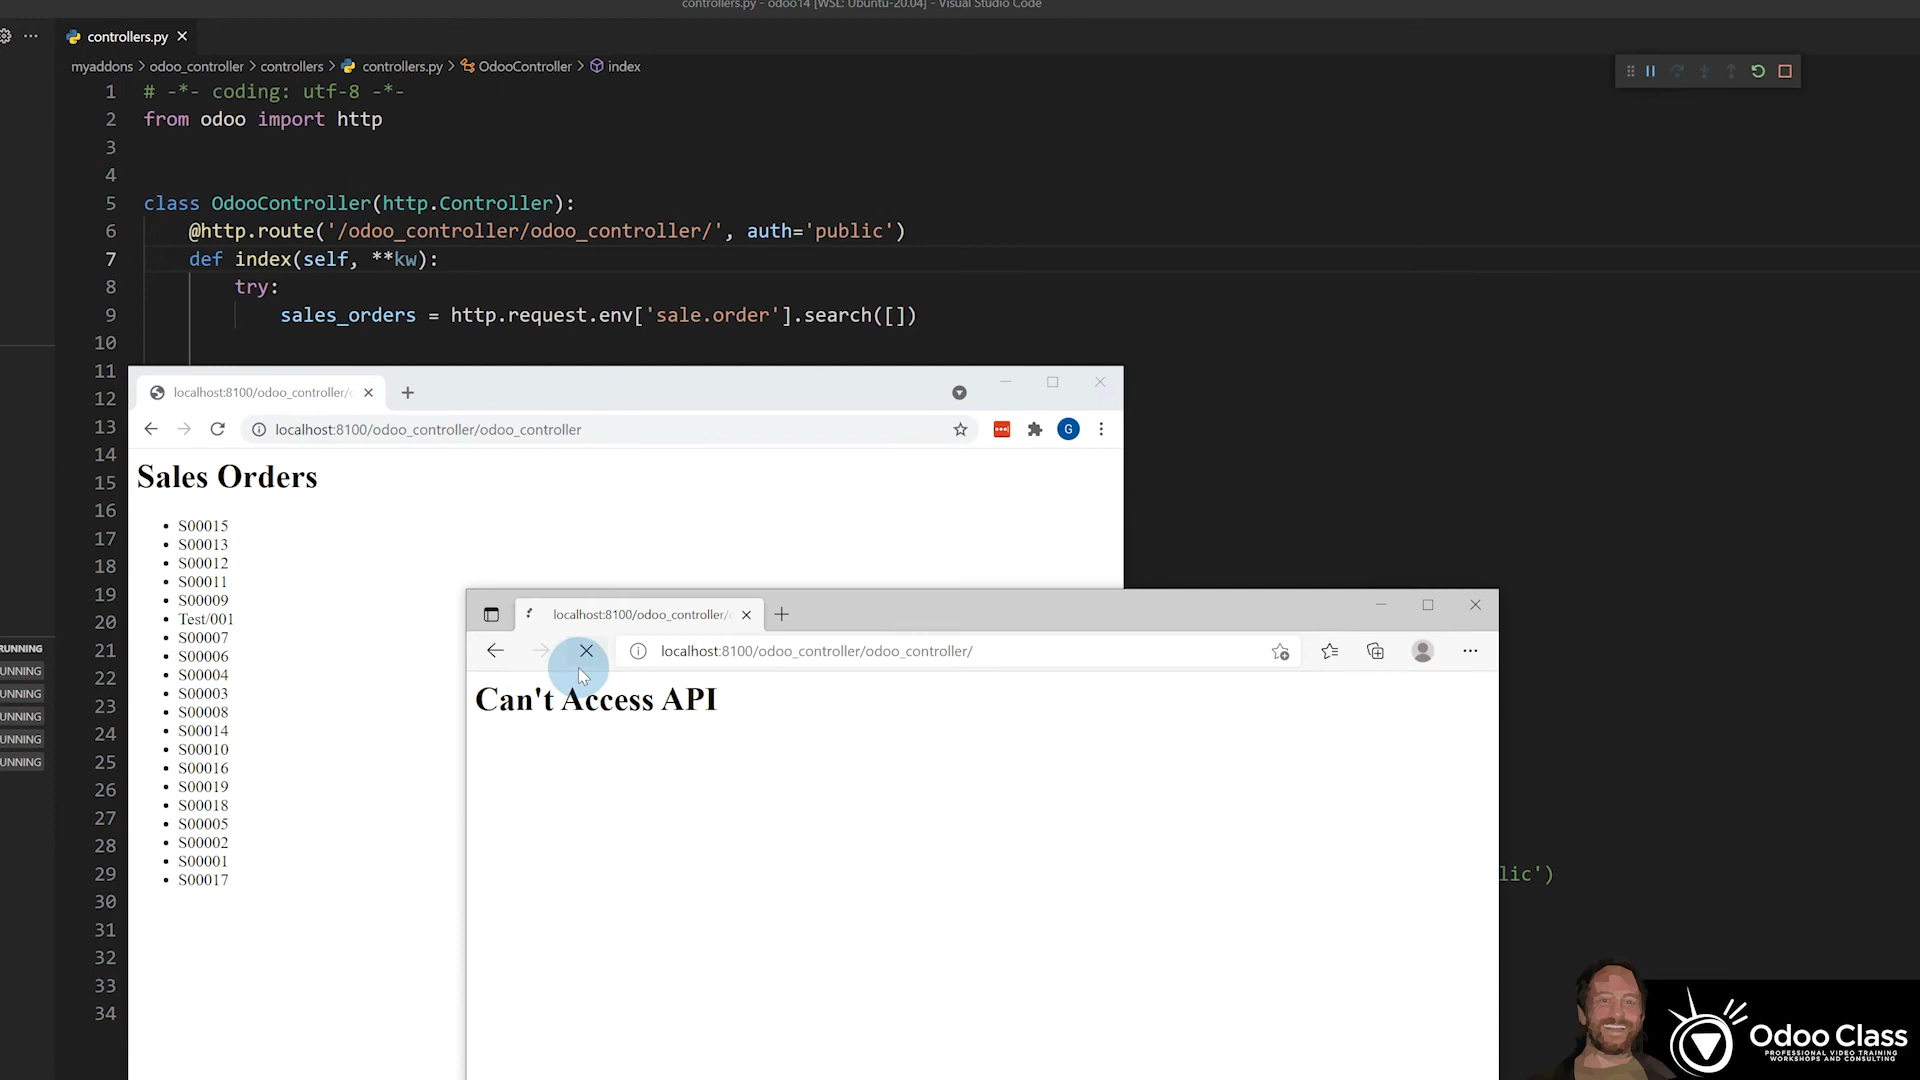 controllers.py - odoo14 [WSL: Ubuntu-20.04] - Visual Studio Code
controllers.py
myaddons > odoo_controller > controllers > controllers.py > OdooController > index
1 # -*- coding: utf-8 -*-
2 from odoo import http
3
4
5 class OdooController(http.Controller):
6 @http.route('/odoo_controller/odoo_controller/', auth='public')
7 def index(self, **kw):
8 try:
9 sales_orders = http.request.env['sale.order'].search([])
10
11
12
13
14
15
16
17
18
19
20
21
22
23
24
25
26
27
28
29 lic')
30
31
32
33
34
RUNNING
UNNING
UNNING
UNNING
UNNING
UNNING
localhost:8100/odoo_controller/
localhost:8100/odoo_controller/odoo_controller
G
Sales Orders
• S00015
• S00013
• S00012
• S00011
• S00009
• Test/001
• S00007
• S00006
• S00004
• S00003
• S00008
• S00014
• S00010
• S00016
• S00019
• S00018
• S00005
• S00002
• S00001
• S00017
localhost:8100/odoo_controller/
localhost:8100/odoo_controller/odoo_controller/
Can't Access API
Odoo Class
PROFESSIONAL VIDEO TRAINING
WORKSHOPS AND CONSULTING